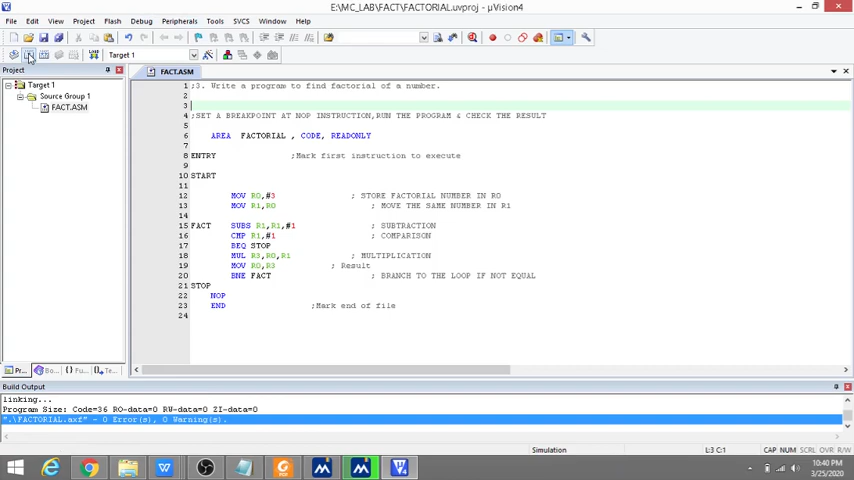 E:\MC_LAB\FACT\FACTORIAL.uvproj - µVision4
File Edit View Project Flash Debug Peripherals Tools SVCS Window Help
Target 1
Project
FACT.ASM
Target 1
Source Group 1
FACT.ASM
1 ;3. Write a program to find factorial of a number.
2
3
4 ;SET A BREAKPOINT AT NOP INSTRUCTION,RUN THE PROGRAM & CHECK THE RESULT
5
6 AREA FACTORIAL , CODE, READONLY
7
8 ENTRY ;Mark first instruction to execute
9
10 START
11
12 MOV R0,#3 ; STORE FACTORIAL NUMBER IN R0
13 MOV R1,R0 ; MOVE THE SAME NUMBER IN R1
14
15 FACT SUBS R1,R1,#1 ; SUBTRACTION
16 CMP R1,#1 ; COMPARISON
17 BEQ STOP
18 MUL R3,R0,R1 ; MULTIPLICATION
19 MOV R0,R3 ; Result
20 BNE FACT ; BRANCH TO THE LOOP IF NOT EQUAL
21 STOP
22 NOP
23 END ;Mark end of file
24
Pr... Bo... {} Fu... Te...
Build Output
linking...
Program Size: Code=36 RO-data=0 RW-data=0 ZI-data=0
".\FACTORIAL.axf" - 0 Error(s), 0 Warning(s).
Simulation L:3 C:1 CAP NUM SCRL OVR R/W
10:40 PM
3/25/2020